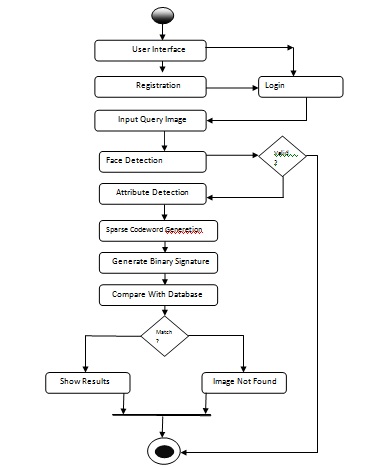 User Interface
Registration
Login
Input Query Image
Face Detection
Valid
?
Attribute Detection
Sparse Codeword Generation
Generate Binary Signature
Compare With Database
Match
?
Show Results
Image Not Found